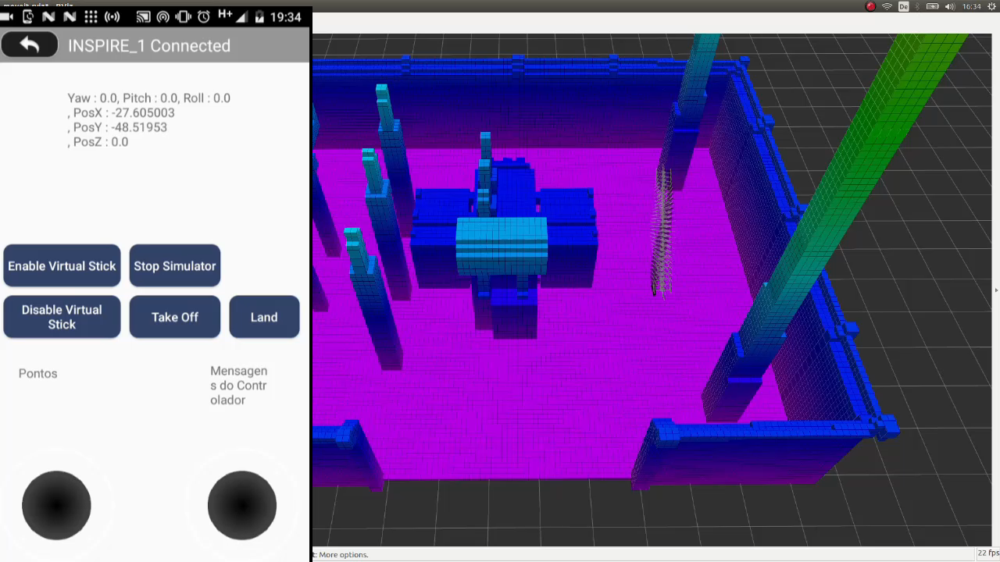 19:34
INSPIRE_1 Connected
Yaw : 0.0, Pitch : 0.0, Roll : 0.0
, PosX : -27.605003
, PosY : -48.51953
, PosZ : 0.0
Enable Virtual Stick
Stop Simulator
Disable Virtual
Stick
Take Off
Land
Pontos
Mensagen
s do Contr
olador
De
16:34
More options.
22 fps